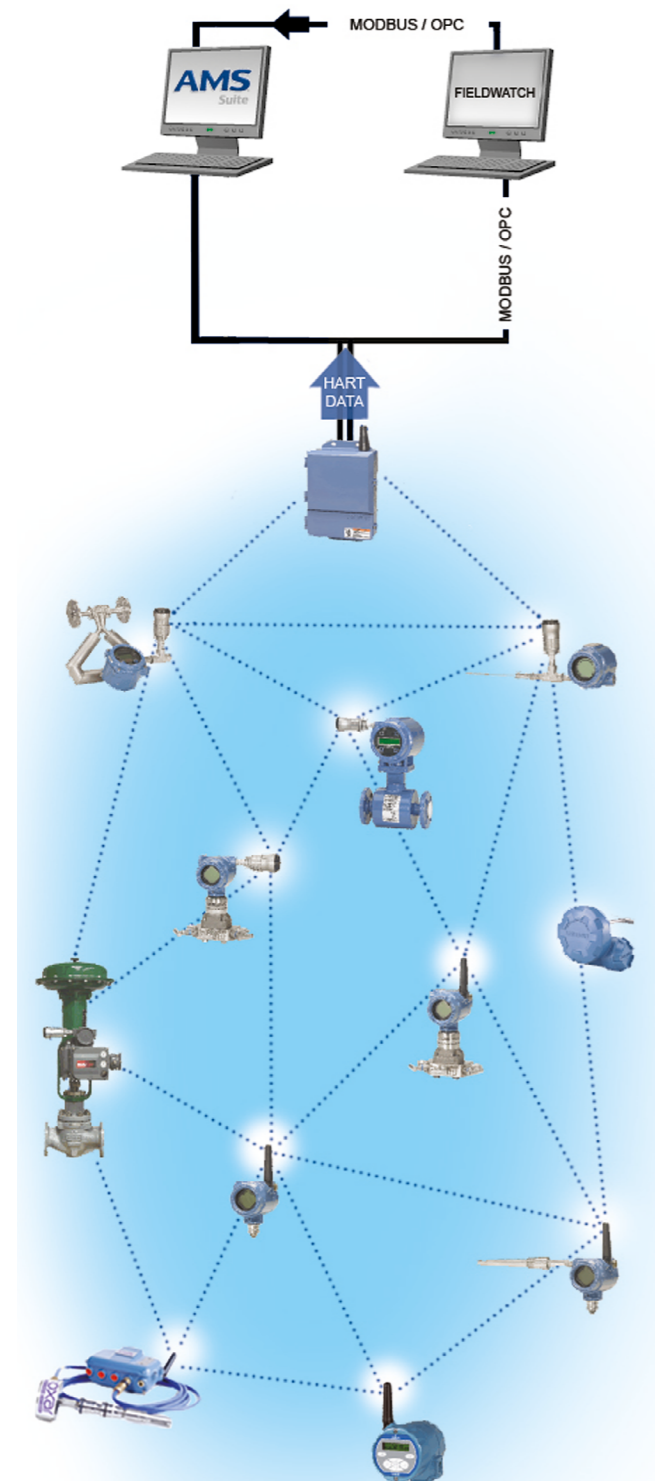 MODBUS / OPC
AMS
Suite
FIELDWATCH
MODBUS / OPC
HART
DATA